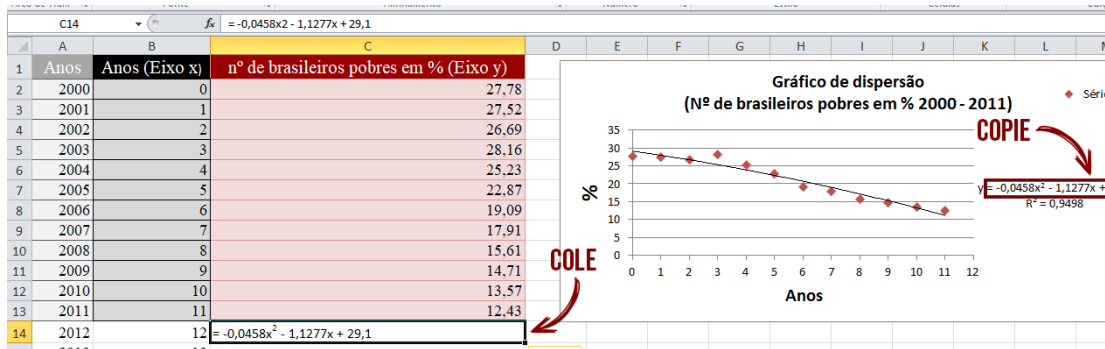 C14 fx = -0,0458x2 - 1,1277x + 29,1
A B C D E F G H I J K L
1 Anos Anos (Eixo x) nº de brasileiros pobres em % (Eixo y)
2 2000 0 27,78
3 2001 1 27,52
4 2002 2 26,69
5 2003 3 28,16
6 2004 4 25,23
7 2005 5 22,87
8 2006 6 19,09
9 2007 7 17,91
10 2008 8 15,61
11 2009 9 14,71
12 2010 10 13,57
13 2011 11 12,43
14 2012 12 = -0,0458x² - 1,1277x + 29,1
COLE
Gráfico de dispersão
(Nº de brasileiros pobres em % 2000 - 2011)
COPIE
y = -0,0458x² - 1,1277x +
R² = 0,9498
35
30
25
20
15
10
5
0
%
0 1 2 3 4 5 6 7 8 9 10 11 12
Anos